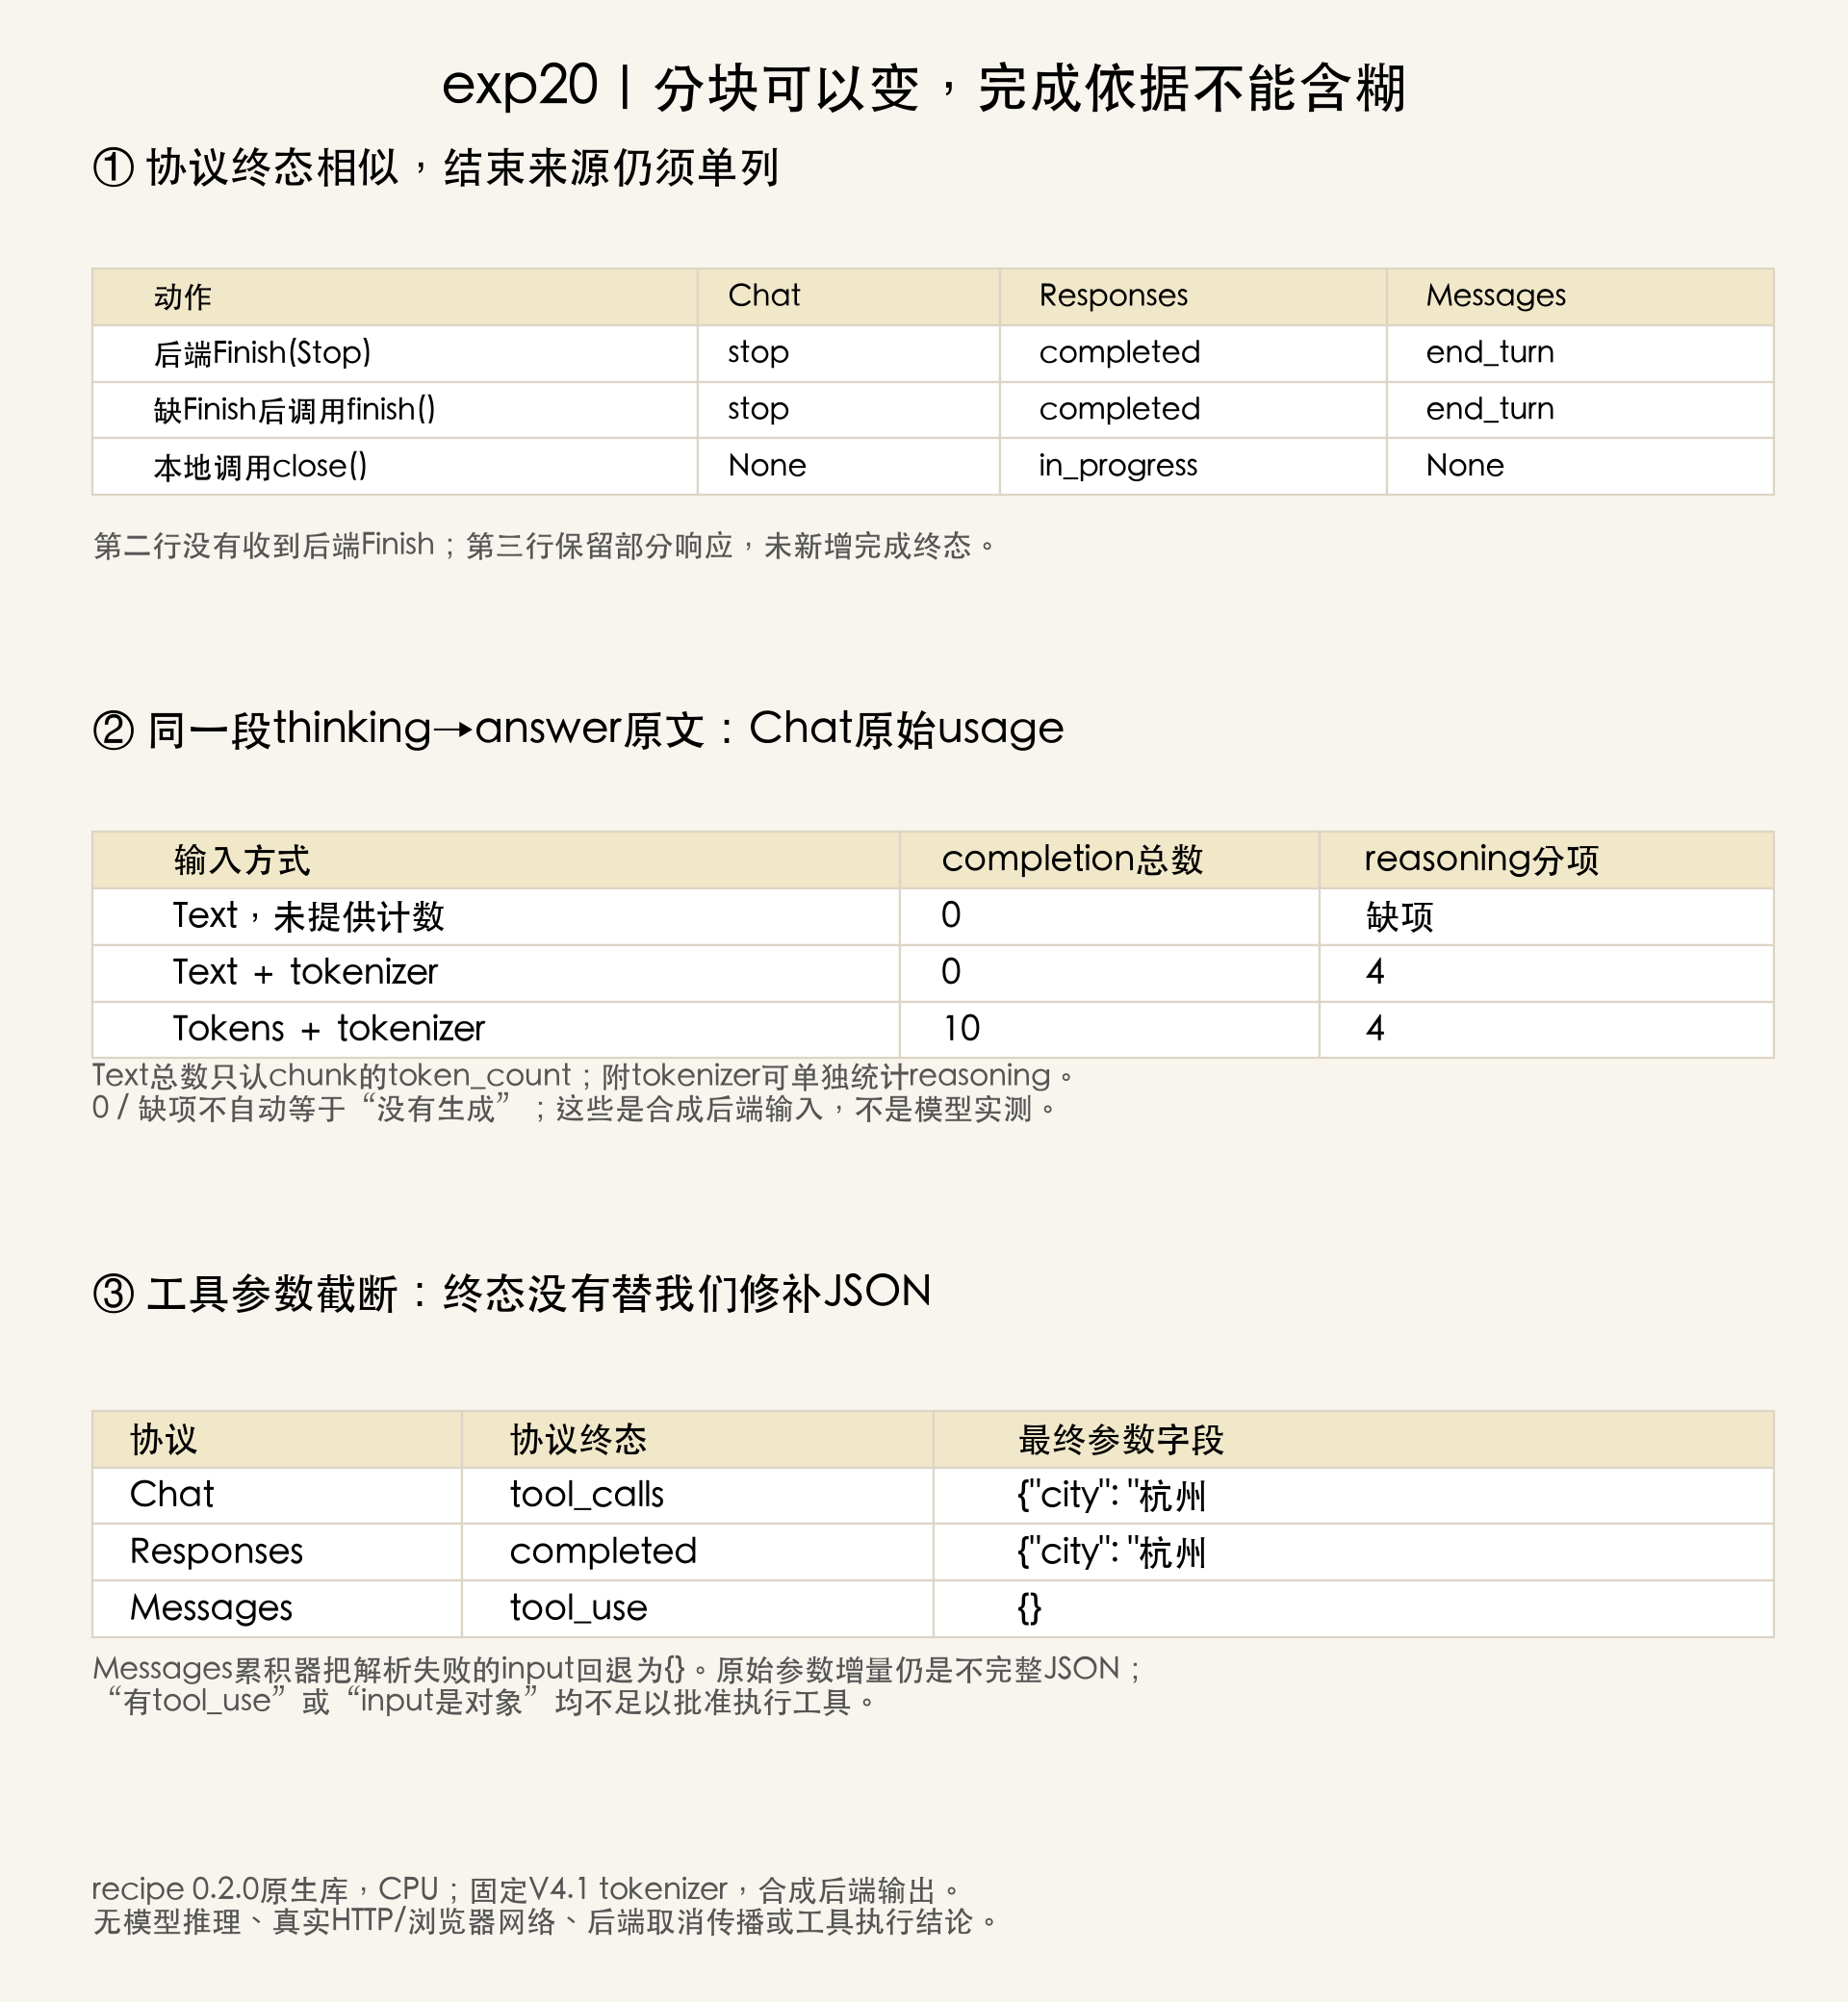 exp20 | 分块可以变，完成依据不能含糊
① 协议终态相似，结束来源仍须单列
动作 Chat Responses Messages
后端Finish(Stop) stop completed end_turn
缺Finish后调用finish() stop completed end_turn
本地调用close() None in_progress None
第二行没有收到后端Finish；第三行保留部分响应，未新增完成终态。
② 同一段thinking→answer原文：Chat原始usage
输入方式 completion总数 reasoning分项
Text，未提供计数 0 缺项
Text + tokenizer 0 4
Tokens + tokenizer 10 4
Text总数只认chunk的token_count；附tokenizer可单独统计reasoning。
0 / 缺项不自动等于“没有生成”；这些是合成后端输入，不是模型实测。
③ 工具参数截断：终态没有替我们修补JSON
协议 协议终态 最终参数字段
Chat tool_calls {"city": "杭州
Responses completed {"city": "杭州
Messages tool_use {}
Messages累积器把解析失败的input回退为{}。原始参数增量仍是不完整JSON；
“有tool_use”或“input是对象”均不足以批准执行工具。
recipe 0.2.0原生库，CPU；固定V4.1 tokenizer，合成后端输出。
无模型推理、真实HTTP/浏览器网络、后端取消传播或工具执行结论。